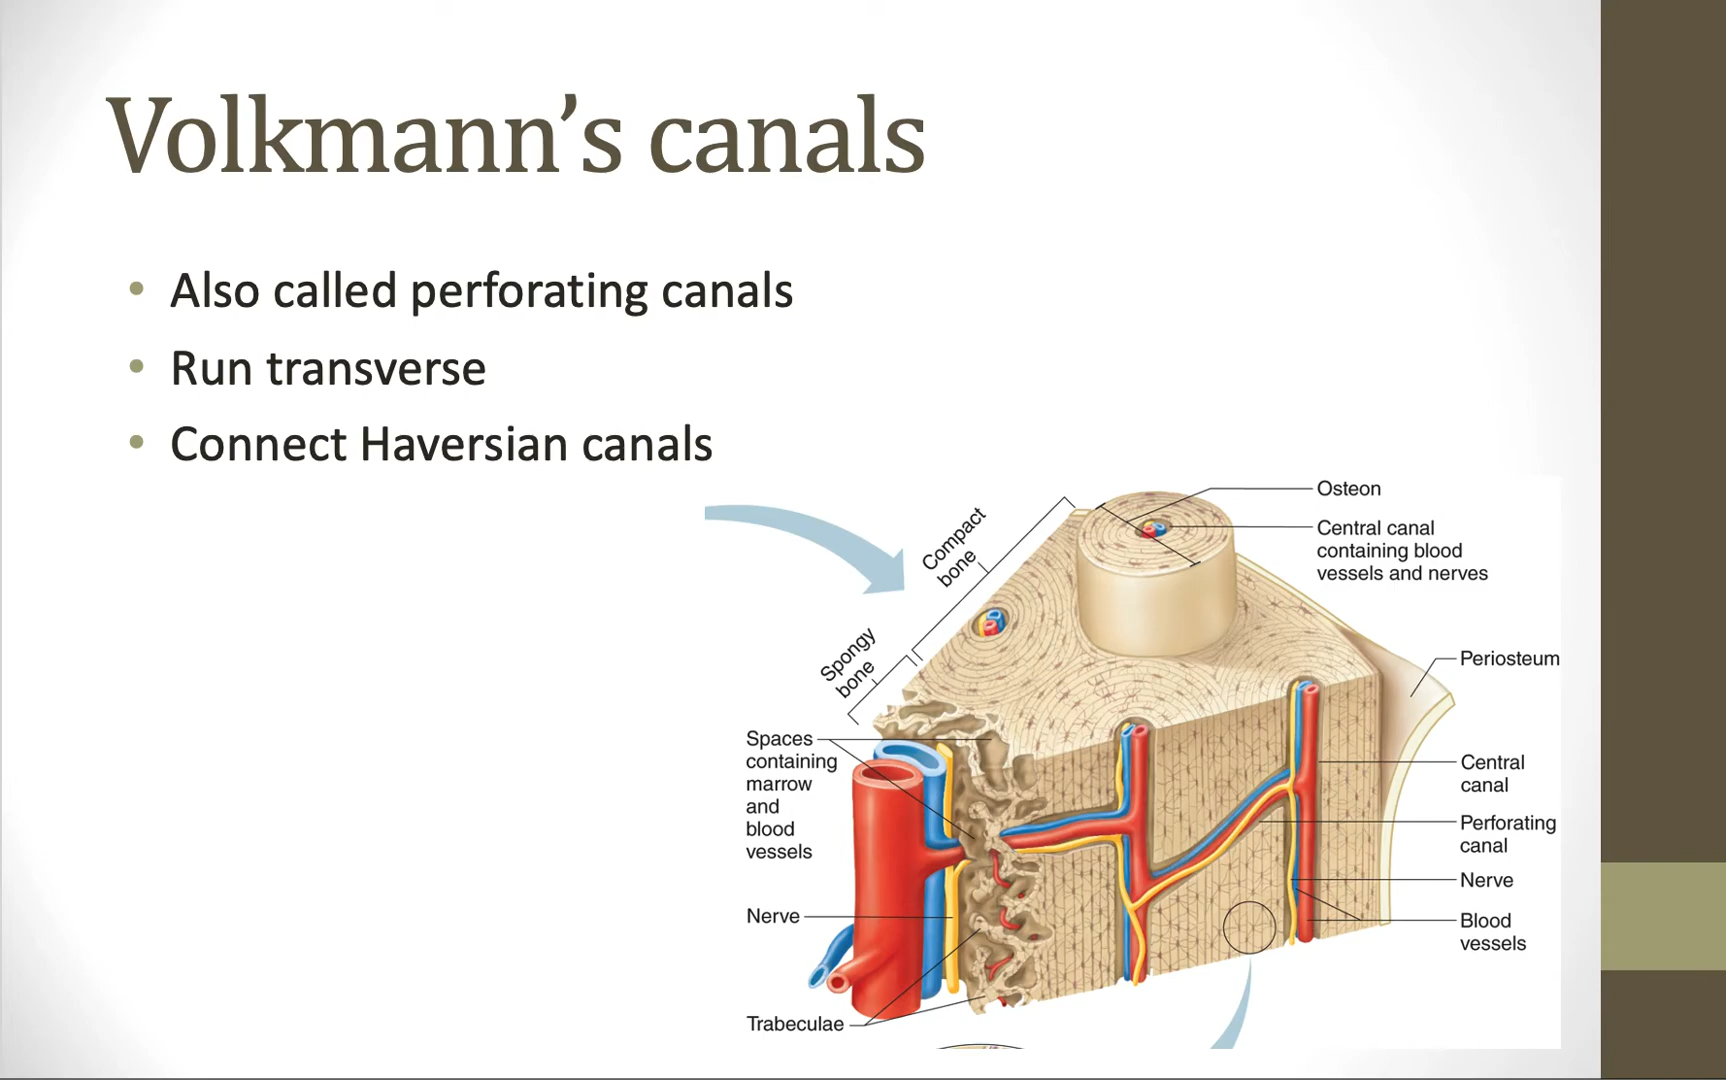 Volkmann’s canals
• Also called perforating canals
• Run transverse
• Connect Haversian canals
Osteon
Central canal
containing blood
vessels and nerves
Compact
bone
Spongy
bone
Periosteum
Spaces
containing
marrow
and
blood
vessels
Central
canal
Perforating
canal
Nerve
Nerve
Blood
vessels
Trabeculae